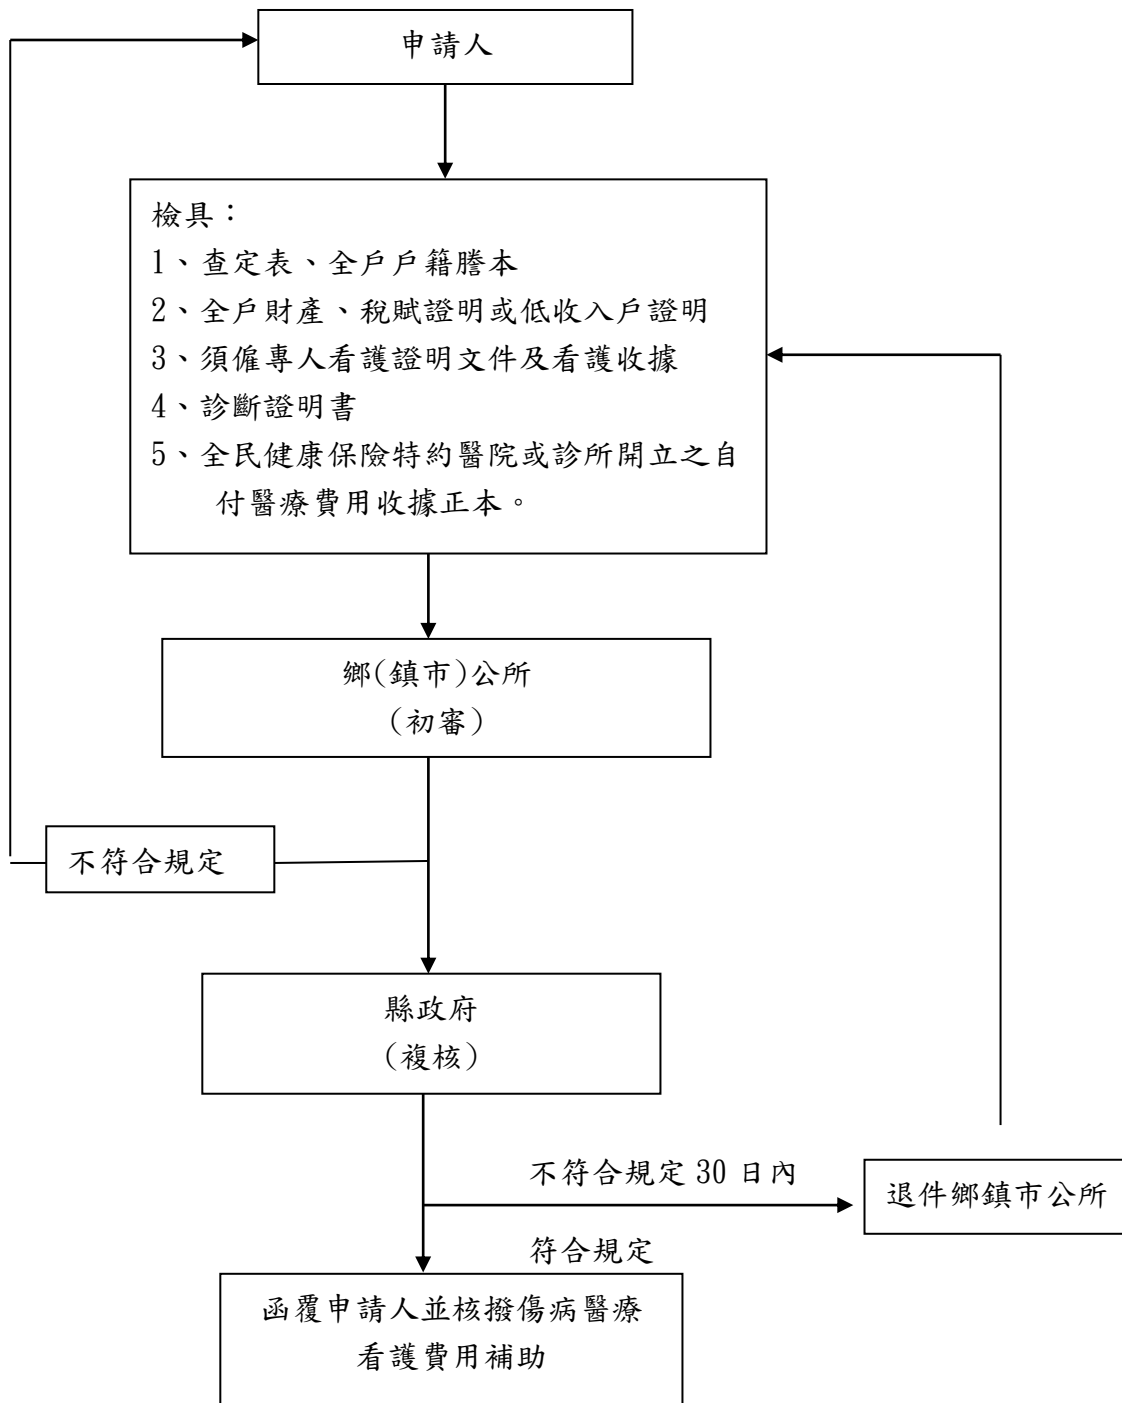 申請人
檢具：
1、查定表、全戶戶籍謄本
2、全戶財產、稅賦證明或低收入戶證明
3、須僱專人看護證明文件及看護收據
4、診斷證明書
5、全民健康保險特約醫院或診所開立之自
付醫療費用收據正本。
鄉(鎮市)公所
（初審）
不符合規定
縣政府
（複核）
不符合規定 30 日內
退件鄉鎮市公所
符合規定
函覆申請人並核撥傷病醫療
看護費用補助